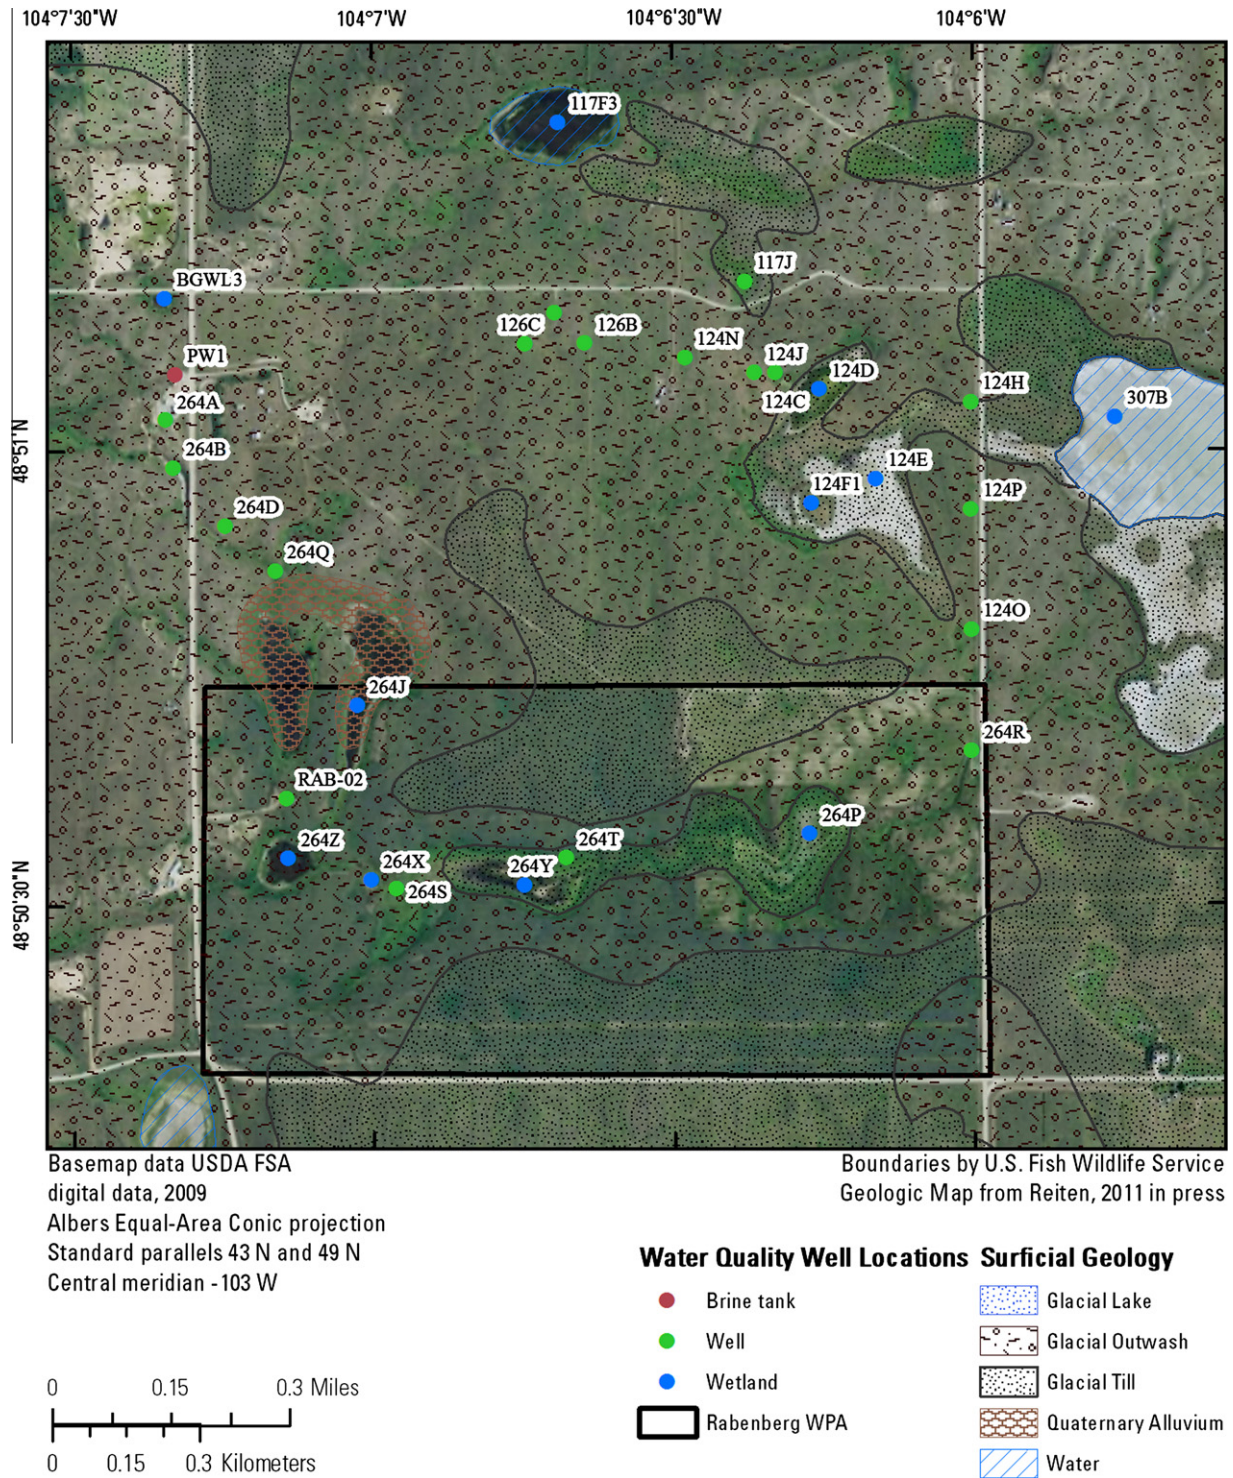 104°7'30"W 104°7'W 104°6'30"W 104°6'W
117F3
117J
BGWL3
126C 126B
124N
124J
PW1
124D
124H
264A
124C
307B
48°51'N
264B
124E
124F1
124P
264D
264Q
124O
264J
264R
RAB-02
264P
264Z
264T
264X
264Y
264S
48°50'30"N
Basemap data USDA FSA
digital data, 2009
Albers Equal-Area Conic projection
Standard parallels 43 N and 49 N
Central meridian -103 W
Boundaries by U.S. Fish Wildlife Service
Geologic Map from Reiten, 2011 in press
Water Quality Well Locations
Brine tank
Well
Wetland
Rabenberg WPA
Surficial Geology
Glacial Lake
Glacial Outwash
Glacial Till
Quaternary Alluvium
Water
0 0.15 0.3 Miles
0 0.15 0.3 Kilometers